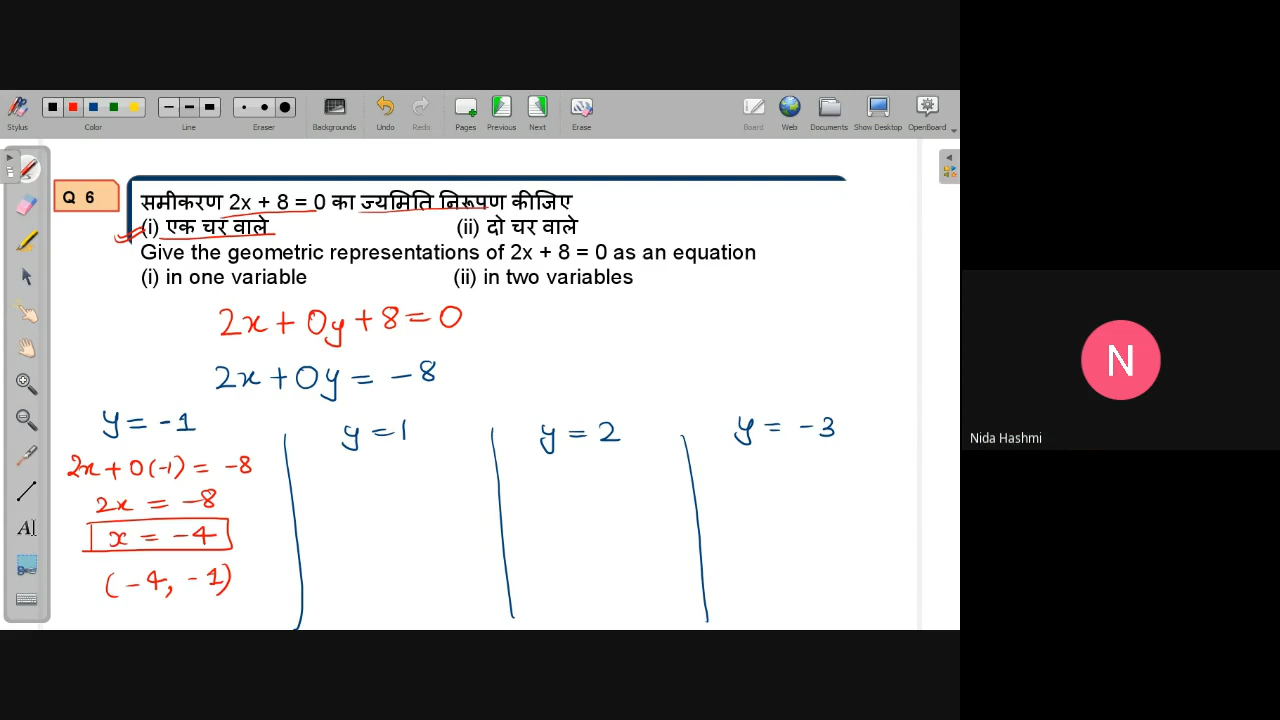 Stylus
Color
Line
Eraser
Backgrounds
Undo
Redo
Pages
Previous
Next
Erase
Board
Web
Documents
Show Desktop
OpenBoard
Q 6
समीकरण 2x + 8 = 0 का ज्यमिति निरूपण कीजिए
(i) एक चर वाले (ii) दो चर वाले
Give the geometric representations of 2x + 8 = 0 as an equation
(i) in one variable (ii) in two variables
2x + 0y + 8 = 0
2x + 0y = -8
y = -1
2x + 0(-1) = -8
2x = -8
x = -4
(-4, -1)
y = 1
y = 2
y = -3
N
Nida Hashmi